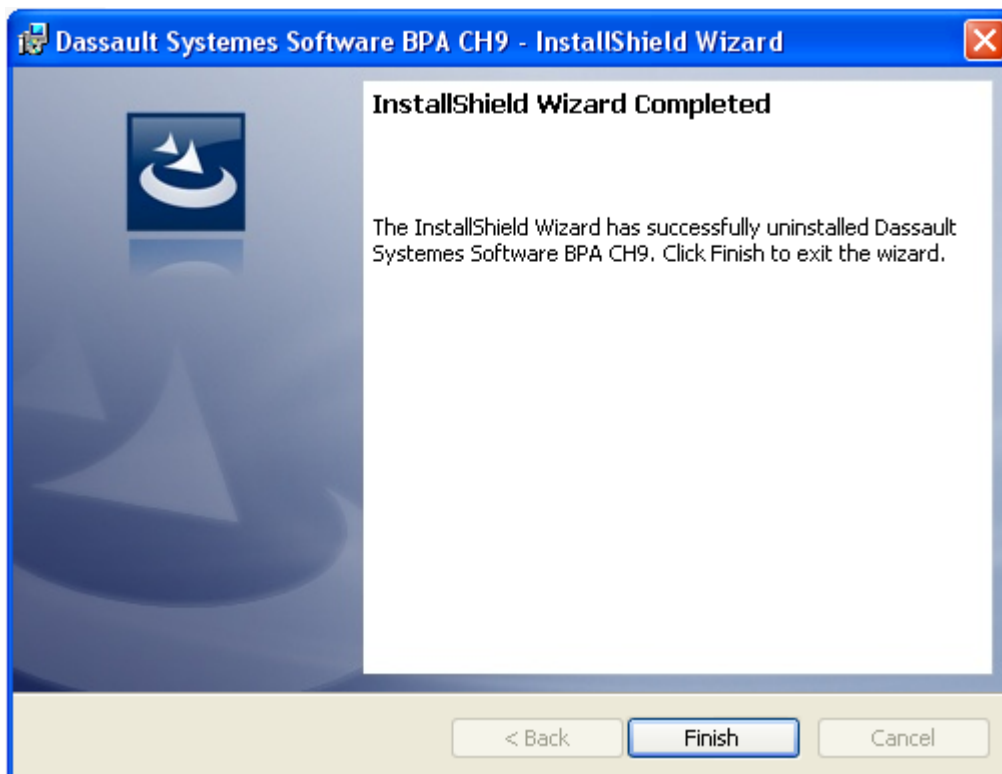 Dassault Systemes Software BPA CH9 - InstallShield Wizard
InstallShield Wizard Completed
The InstallShield Wizard has successfully uninstalled Dassault
Systemes Software BPA CH9. Click Finish to exit the wizard.
< Back
Finish
Cancel